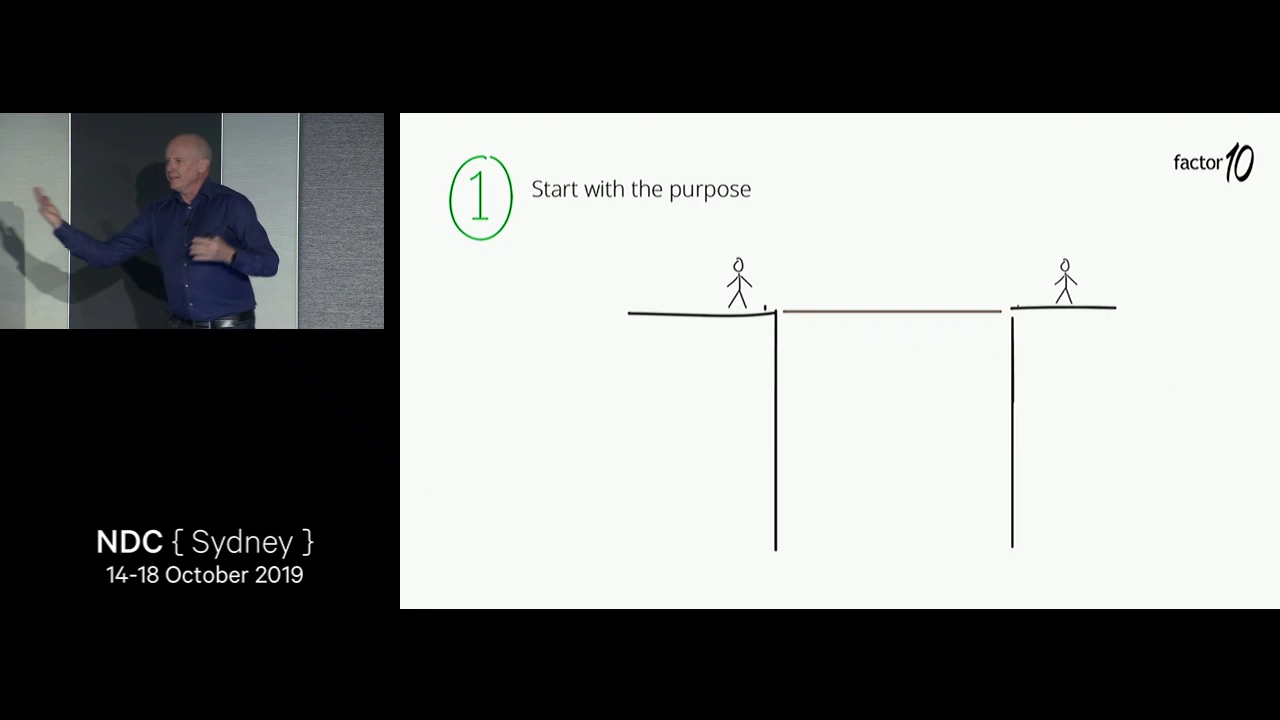 1 Start with the purpose
factor10
NDC { Sydney }
14-18 October 2019